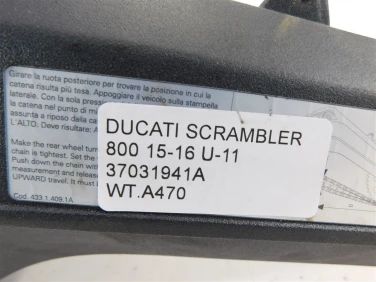 Girare la ruota posteriore per trovare la posizione in cui la
catena risulta più tesa. Appoggiare il veicolo sulla stampella
laterale. Con la sola press
la catena nel punto di mi
assunta a riposo dalla ca
L'ALTO: Deve risultare: A
DUCATI SCRAMBLER
800 15-16 U-11
37031941A
WT.A470
Make the rear wheel turn
chain is tightest. Set the
Push down the chain with
measurement and release
UPWARD travel. It must
Cod. 433.1.409.1A